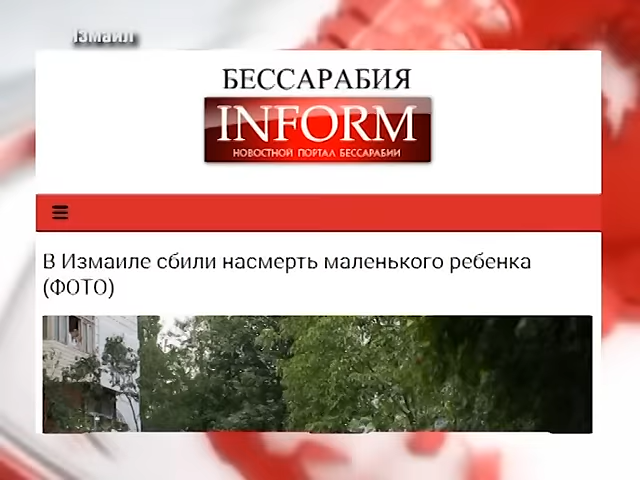 Измаил
БЕССАРАБИЯ
INFORM
НОВОСТНОЙ ПОРТАЛ БЕССАРАБИИ
В Измаиле сбили насмерть маленького ребенка
(ФОТО)